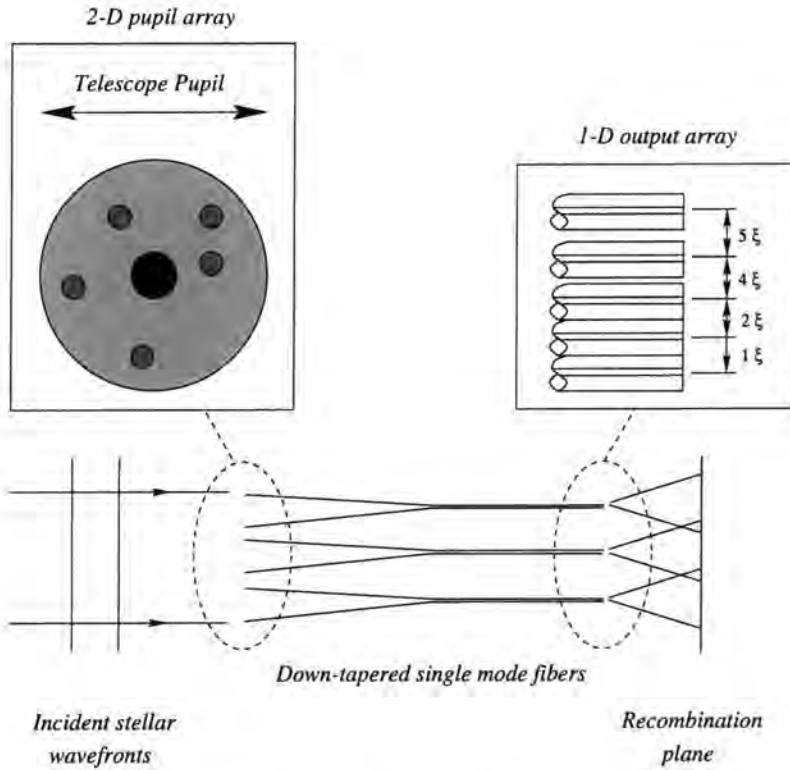 2-D pupil array
Telescope Pupil
1-D output array
5 ξ
4 ξ
2 ξ
1 ξ
Down-tapered single mode fibers
Incident stellar
wavefronts
Recombination
plane